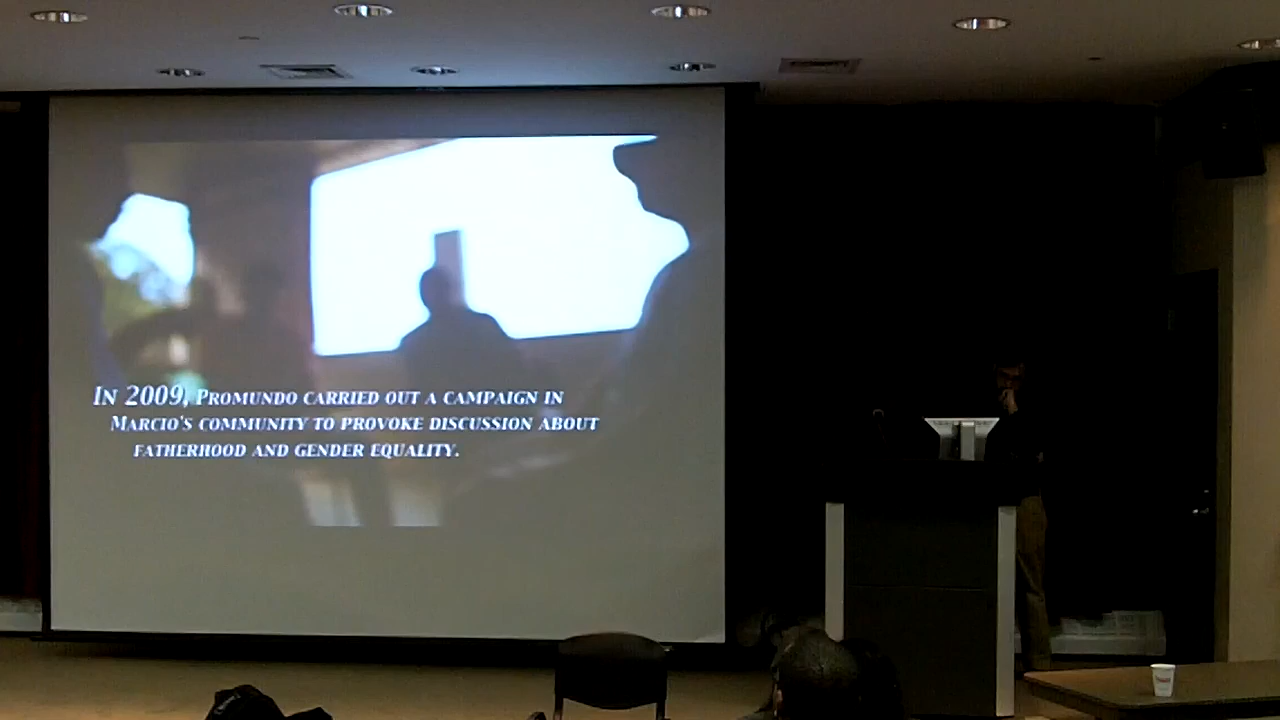 In 2009, Promundo carried out a campaign in
Marcio's community to provoke discussion about
fatherhood and gender equality.